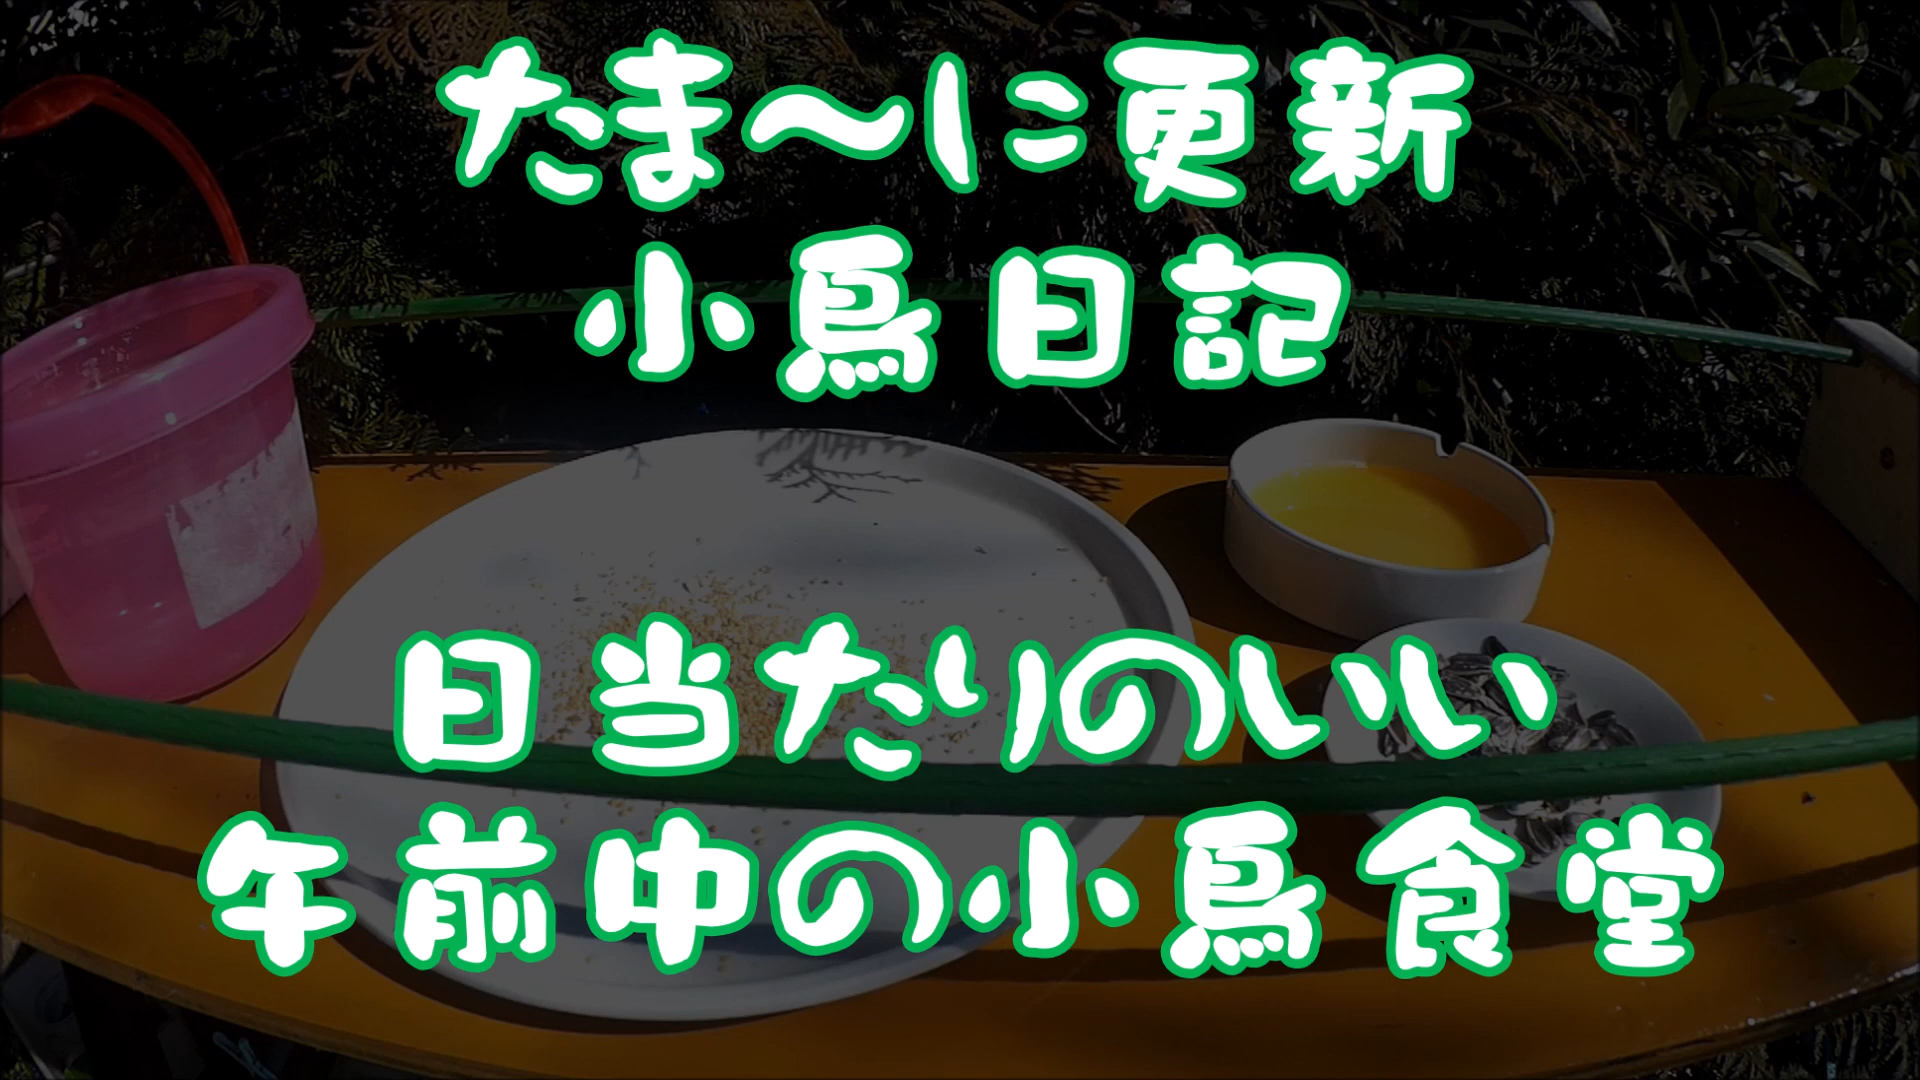 たま〜に更新
小鳥日記
日当たりのいい
午前中の小鳥食堂